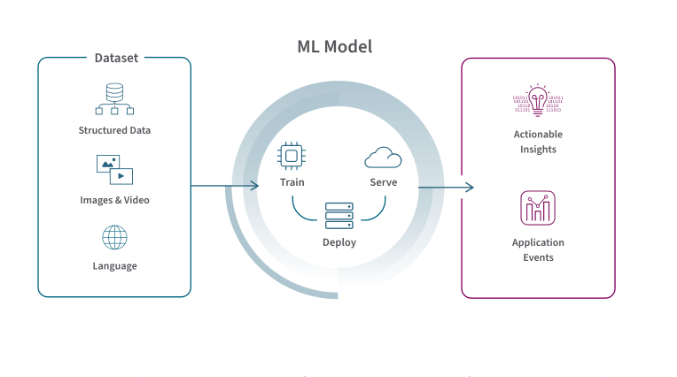 ML Model
Dataset
Structured Data
Images & Video
Language
Train
Serve
Deploy
Actionable
Insights
Application
Events